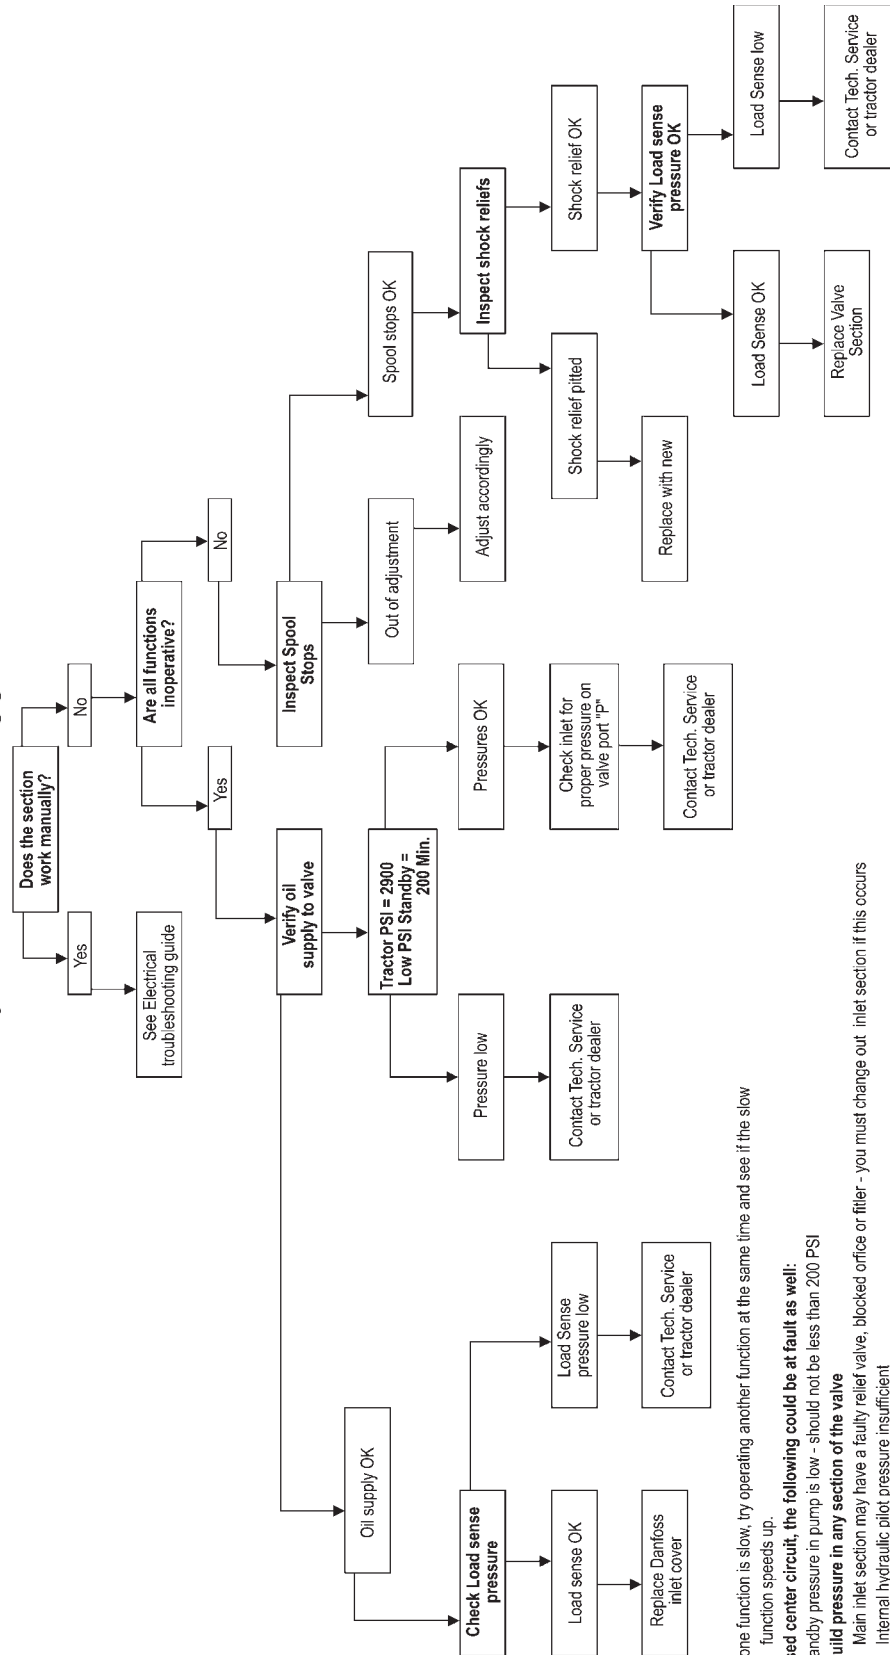 Does the section
work manually?
Yes
No
See Electrical
troubleshooting guide
Are all functions
inoperative?
Yes
No
Verify oil
supply to valve
Inspect Spool
Stops
Oil supply OK
Tractor PSI = 2900
Low PSI Standby =
200 Min.
Out of adjustment
Spool stops OK
Check Load sense
pressure
Pressure low
Pressures OK
Adjust accordingly
Inspect shock reliefs
Load sense OK
Load Sense
pressure low
Contact Tech. Service
or tractor dealer
Check inlet for
proper pressure on
valve port "P"
Shock relief pitted
Shock relief OK
Replace Danfoss
inlet cover
Contact Tech. Service
or tractor dealer
Contact Tech. Service
or tractor dealer
Replace with new
Verify Load sense
pressure OK
Load Sense OK
Load Sense low
Replace Valve
Section
Contact Tech. Service
or tractor dealer
one function is slow, try operating another function at the same time and see if the slow
function speeds up.
sed center circuit, the following could be at fault as well:
andby pressure in pump is low - should not be less than 200 PSI
uild pressure in any section of the valve
Main inlet section may have a faulty relief valve, blocked orfice or fitler - you must change out inlet section if this occurs
Internal hydraulic pilot pressure insufficient